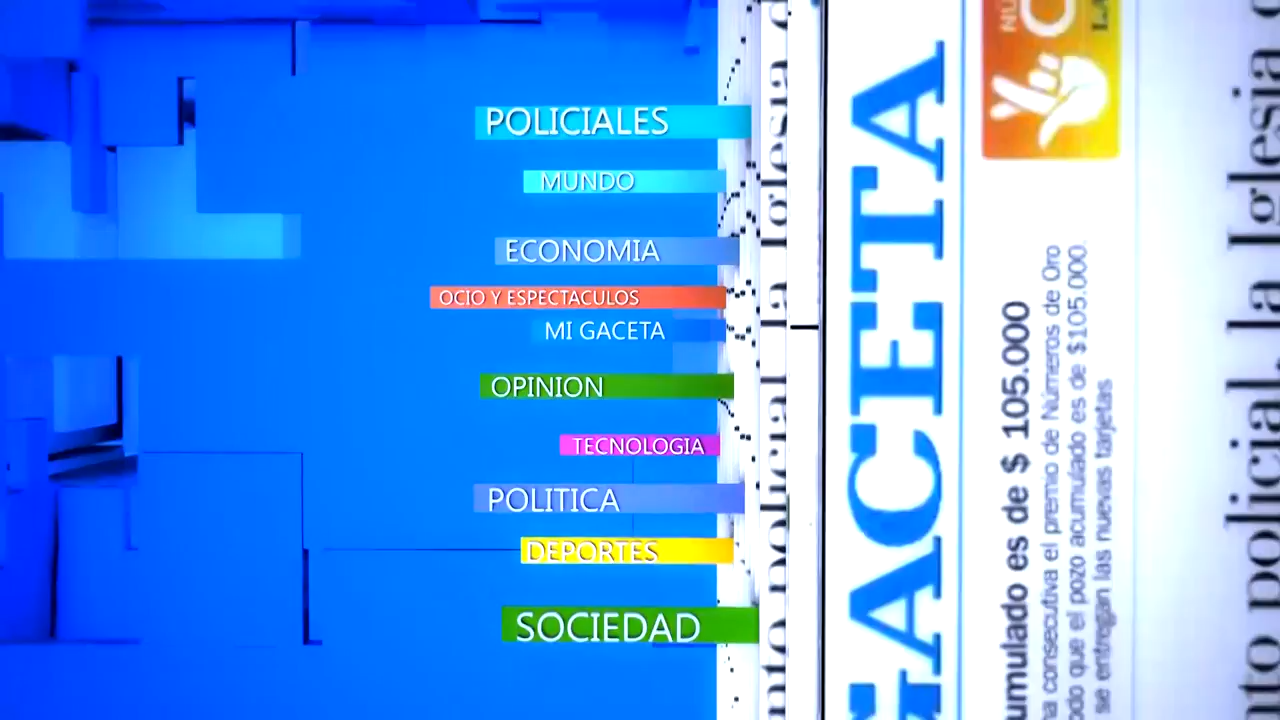 POLICIALES
MUNDO
ECONOMIA
OCIO Y ESPECTACULOS
MI GACETA
OPINION
TECNOLOGIA
POLITICA
DEPORTES
SOCIEDAD
policial, la Iglesia
GACETA
es de $ 105.000
consecutiva el premio de Números de Oro
que el pozo acumulado es de $105.000.
se entregan las nuevas tarjetas
policial, la Iglesia